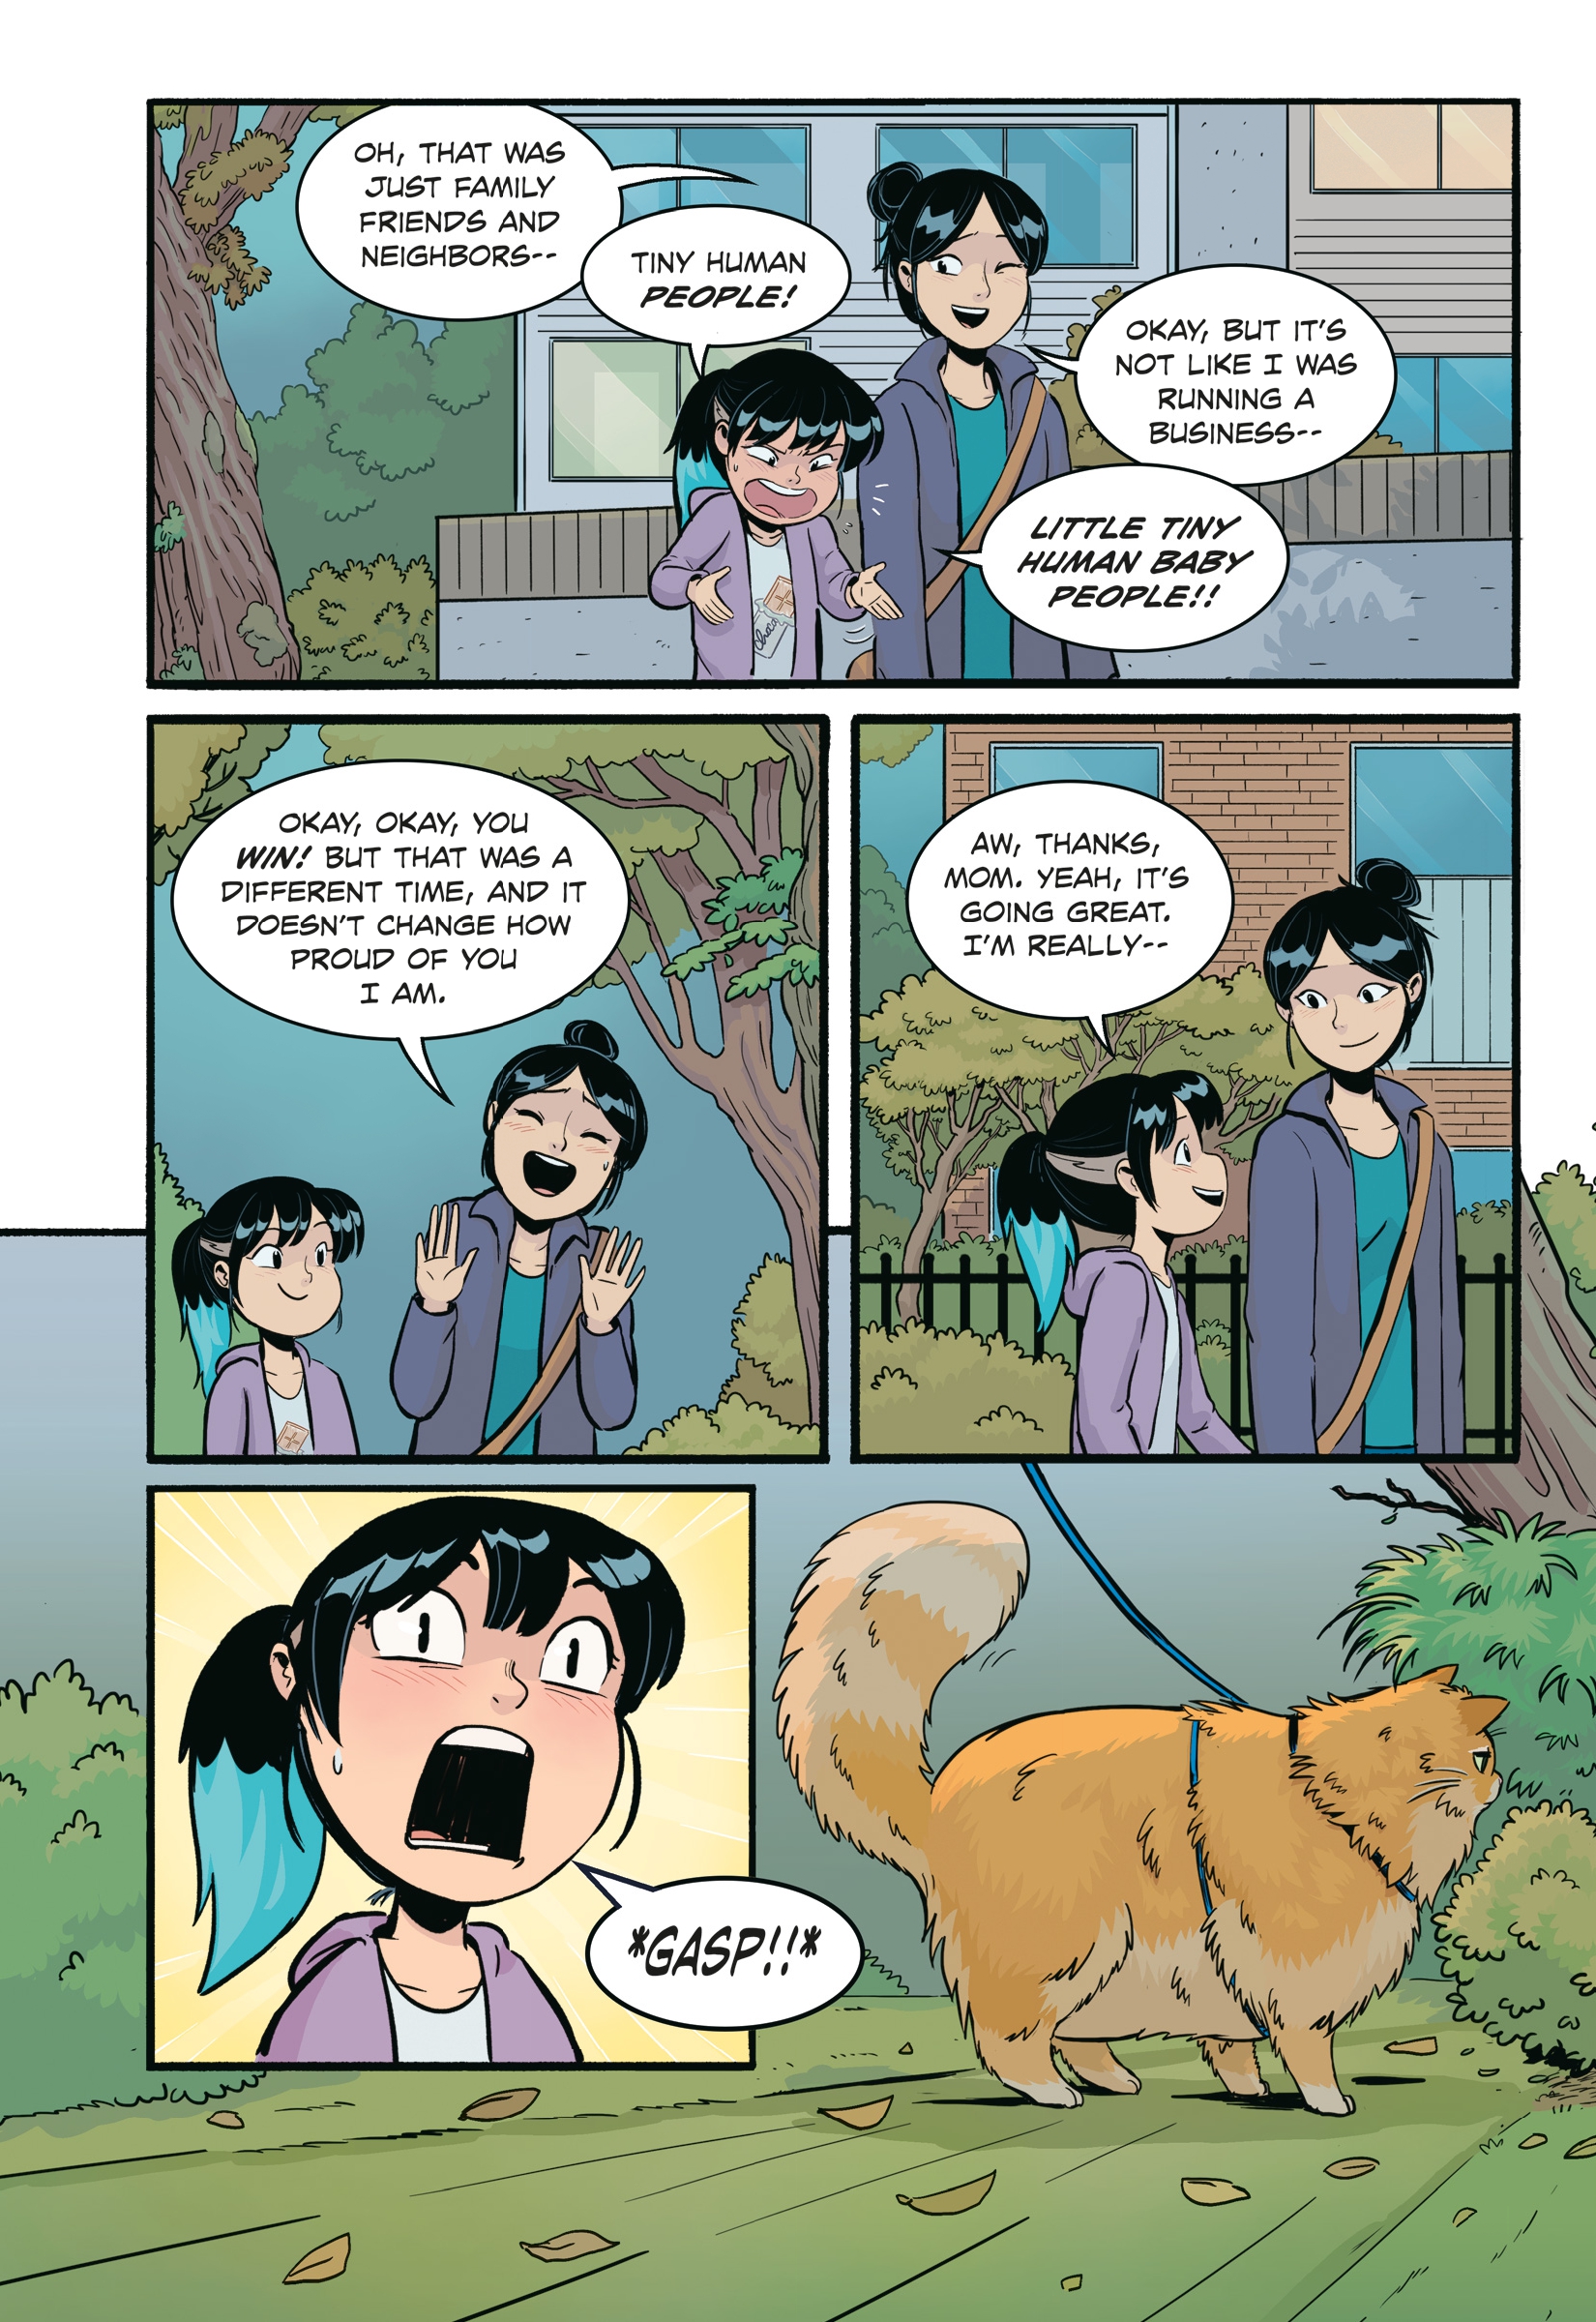 OH, THAT WAS
JUST FAMILY
FRIENDS AND
NEIGHBORS--
TINY HUMAN
PEOPLE!
OKAY, BUT IT'S
NOT LIKE I WAS
RUNNING A
BUSINESS--
LITTLE TINY
HUMAN BABY
PEOPLE!!
OKAY, OKAY, YOU
WIN! BUT THAT WAS A
DIFFERENT TIME, AND IT
DOESN'T CHANGE HOW
PROUD OF YOU
I AM.
AW, THANKS,
MOM. YEAH, IT'S
GOING GREAT.
I'M REALLY--
*GASP!!*